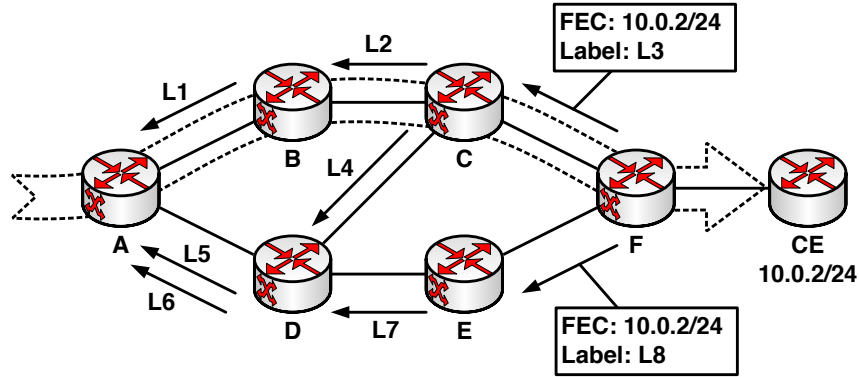 FEC: 10.0.2/24
Label: L3
L2
L1
B
C
L4
A
F
CE
10.0.2/24
L5
L6
D
L7
E
FEC: 10.0.2/24
Label: L8